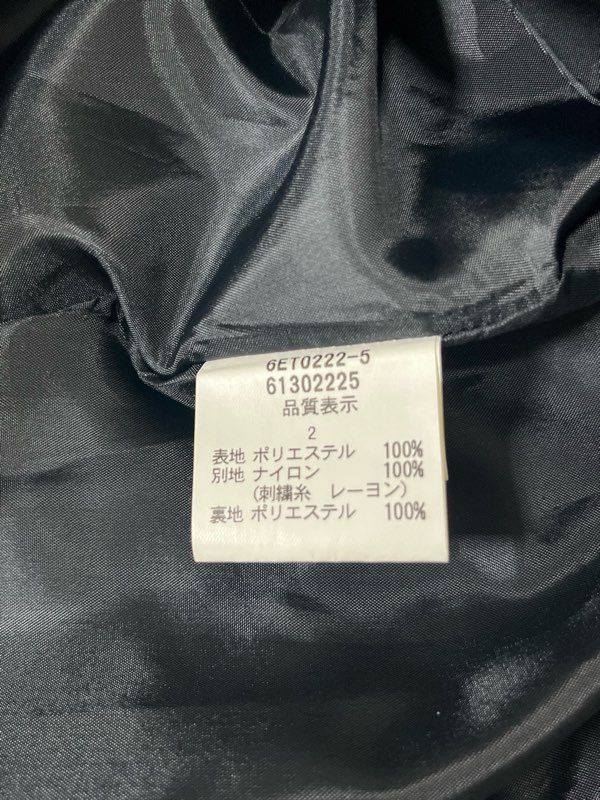 6ET0222-5
61302225
品質表示
2
表地 ポリエステル 100%
別地 ナイロン 100%
(刺繍糸 レーヨン)
裏地 ポリエステル 100%